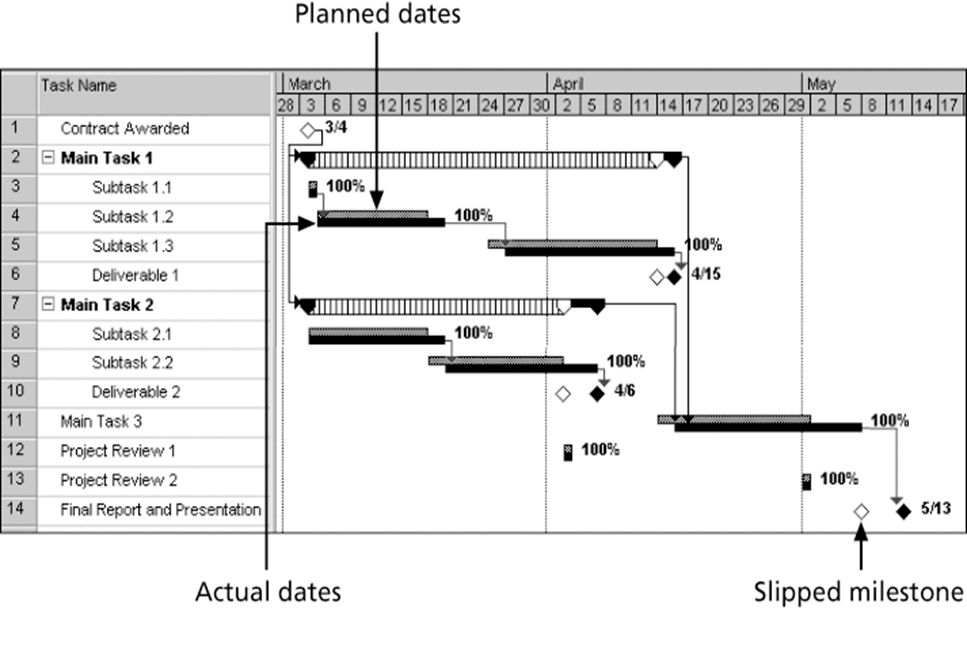 Planned dates
Task Name
March April May
28 3 6 9 12 15 18 21 24 27 30 2 5 8 11 14 17 20 23 26 29 2 5 8 11 14 17
1 Contract Awarded 3/4
2 Main Task 1
3 Subtask 1.1 100%
4 Subtask 1.2 100%
5 Subtask 1.3 100%
6 Deliverable 1 4/15
7 Main Task 2
8 Subtask 2.1 100%
9 Subtask 2.2 100%
10 Deliverable 2 4/6
11 Main Task 3 100%
12 Project Review 1 100%
13 Project Review 2 100%
14 Final Report and Presentation 5/13
Actual dates Slipped milestone